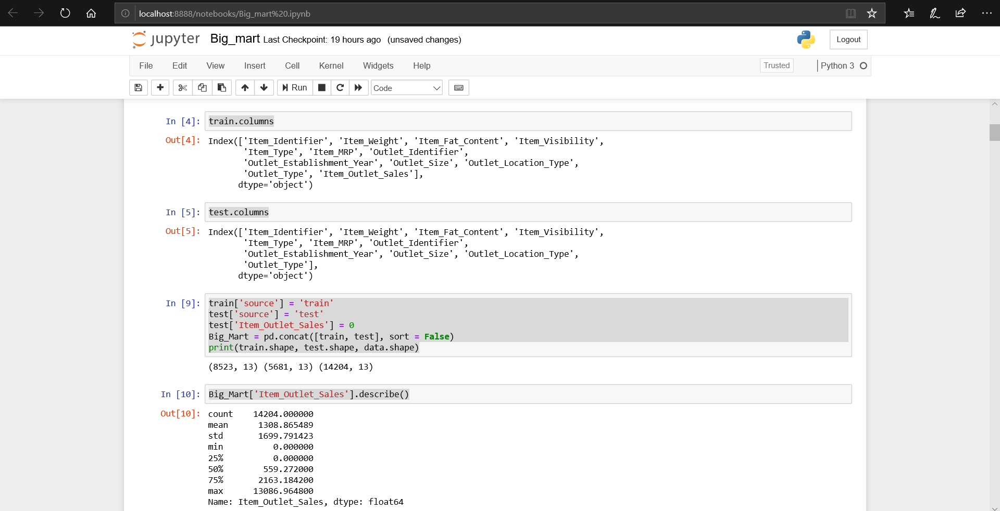 localhost:8888/notebooks/Big_mart%20.ipynb
jupyter Big_mart Last Checkpoint: 19 hours ago (unsaved changes)
Logout
File Edit View Insert Cell Kernel Widgets Help
Trusted
Python 3
Run
Code
In [4]: train.columns
Out[4]: Index(['Item_Identifier', 'Item_Weight', 'Item_Fat_Content', 'Item_Visibility',
'Item_Type', 'Item_MRP', 'Outlet_Identifier',
'Outlet_Establishment_Year', 'Outlet_Size', 'Outlet_Location_Type',
'Outlet_Type', 'Item_Outlet_Sales'],
dtype='object')
In [5]: test.columns
Out[5]: Index(['Item_Identifier', 'Item_Weight', 'Item_Fat_Content', 'Item_Visibility',
'Item_Type', 'Item_MRP', 'Outlet_Identifier',
'Outlet_Establishment_Year', 'Outlet_Size', 'Outlet_Location_Type',
'Outlet_Type'],
dtype='object')
In [9]: train['source'] = 'train'
test['source'] = 'test'
test['Item_Outlet_Sales'] = 0
Big_Mart = pd.concat([train, test], sort = False)
print(train.shape, test.shape, data.shape)
(8523, 13) (5681, 13) (14204, 13)
In [10]: Big_Mart['Item_Outlet_Sales'].describe()
Out[10]: count 14204.000000
mean 1308.865489
std 1699.791423
min 0.000000
25% 0.000000
50% 559.272000
75% 2163.184200
max 13086.964800
Name: Item_Outlet_Sales, dtype: float64